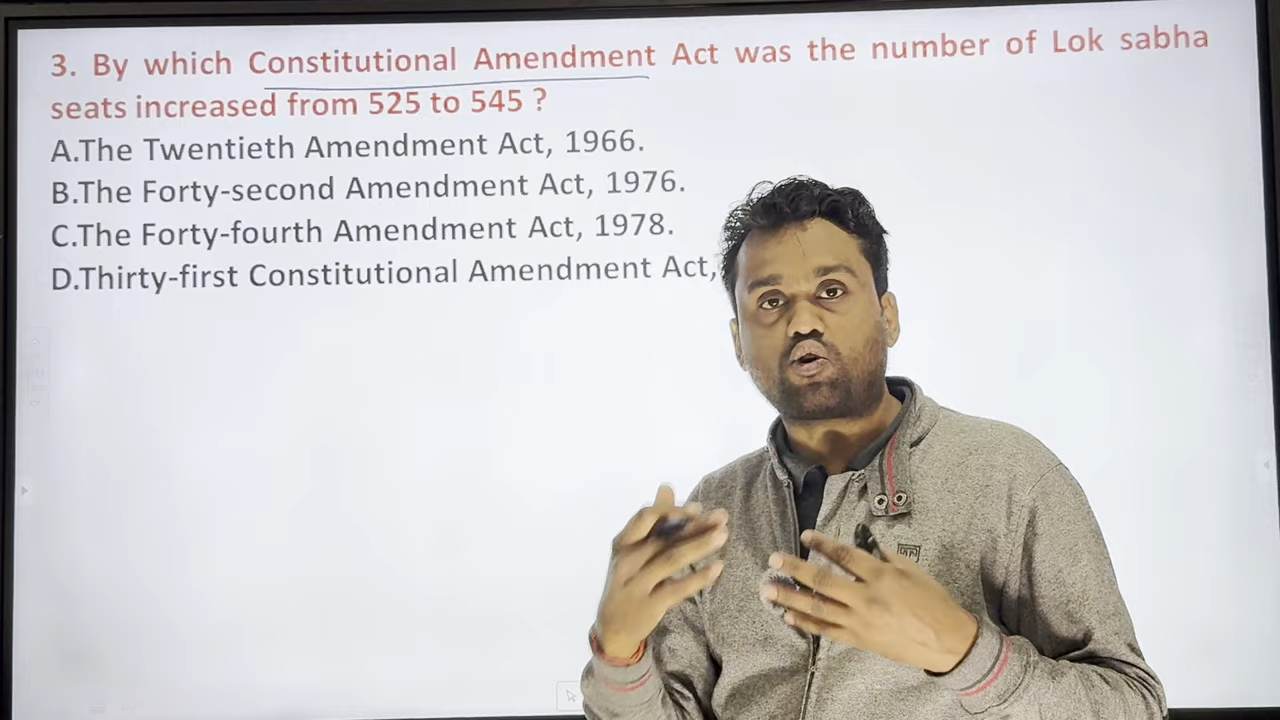 3. By which Constitutional Amendment Act was the number of Lok sabha
seats increased from 525 to 545 ?
A.The Twentieth Amendment Act, 1966.
B.The Forty-second Amendment Act, 1976.
C.The Forty-fourth Amendment Act, 1978.
D.Thirty-first Constitutional Amendment Act,